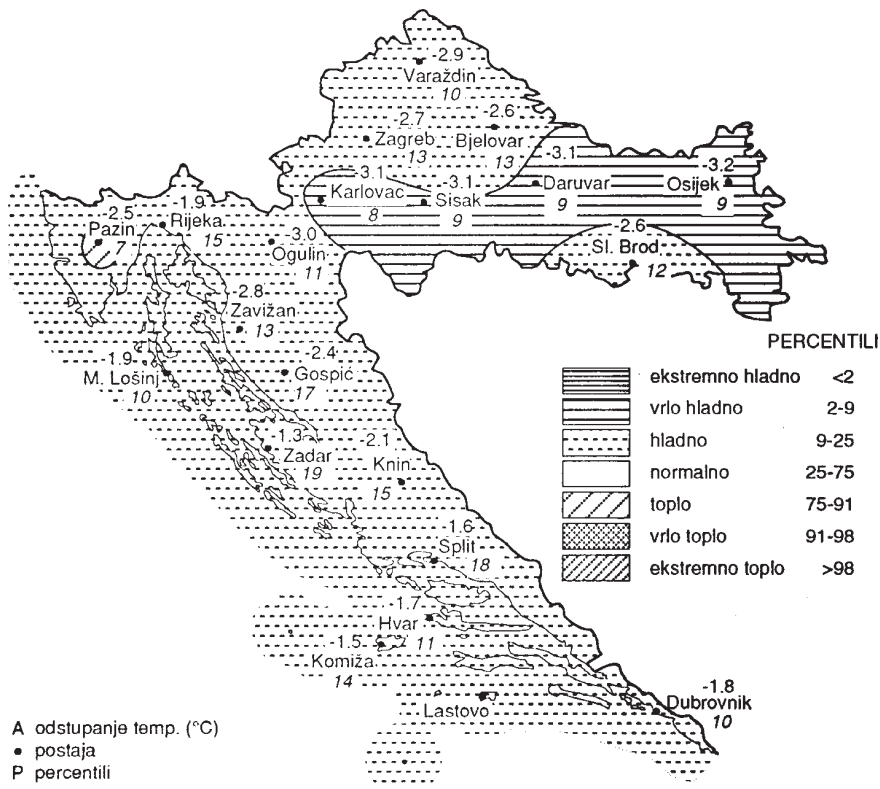 -2.9
Varaždin
10
-2.7
Zagreb
13
-2.6
Bjelovar
13
-3.1
Karlovac
8
-3.1
Sisak
9
-3.1
Daruvar
9
-3.2
Osijek
9
-2.6
Sl. Brod
12
-2.5
Pazin
7
-1.9
Rijeka
15
-3.0
Ogulin
11
-2.8
Zavižan
13
-1.9
M. Lošinj
10
-2.4
Gospić
17
-1.3
Zadar
19
-2.1
Knin
15
-1.6
Split
18
-1.7
Hvar
11
-1.5
Komiža
14
Lastovo
-1.8
Dubrovnik
10
PERCENTILI
ekstremno hladno <2
vrlo hladno 2-9
hladno 9-25
normalno 25-75
toplo 75-91
vrlo toplo 91-98
ekstremno toplo >98
A odstupanje temp. (°C)
• postaja
P percentili